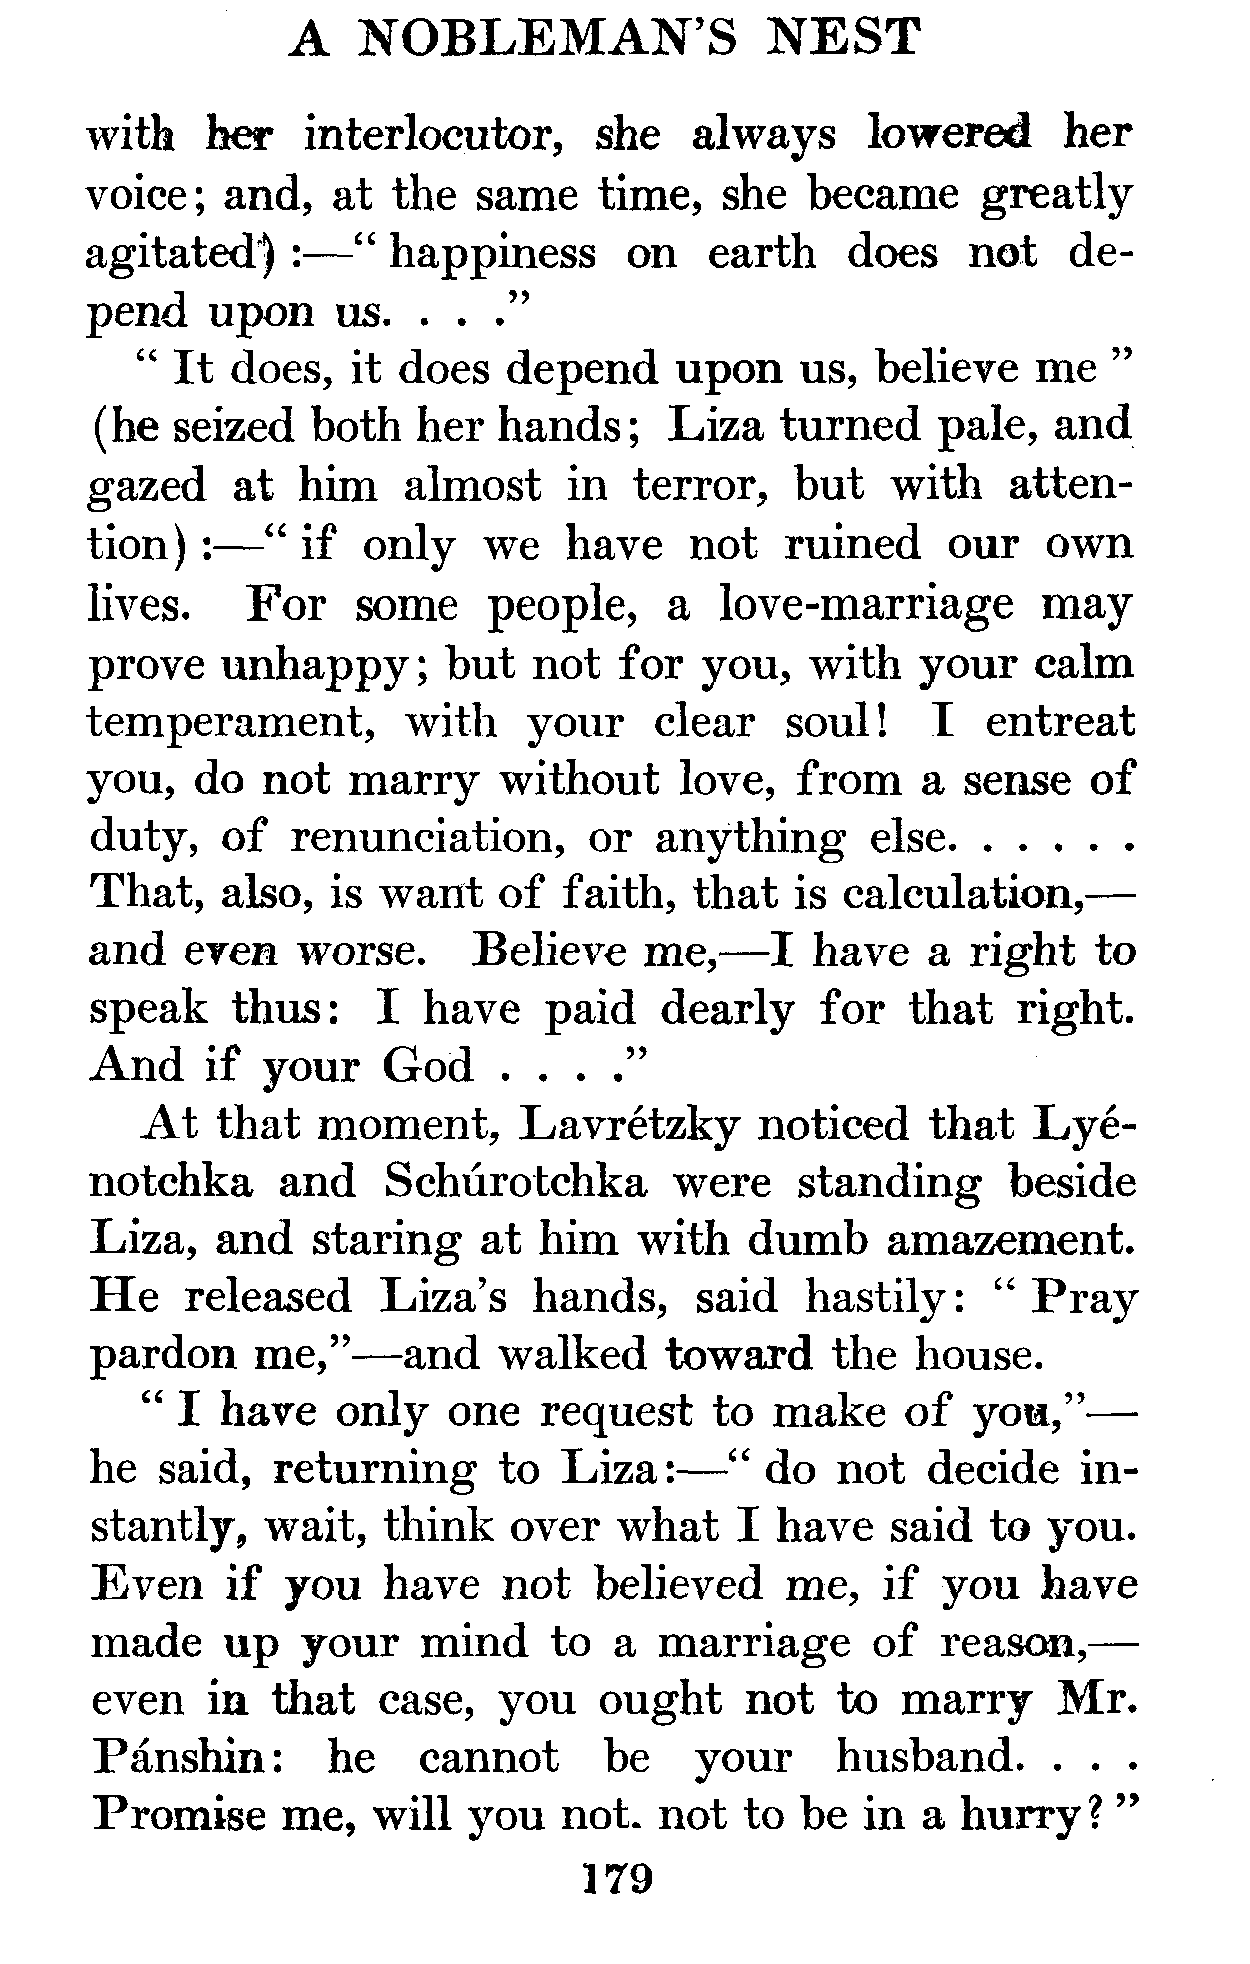 A NOBLEMAN'S NEST
with her interlocutor, she always lowered her
voice; and, at the same time, she became greatly
agitated) :—“ happiness on earth does not de-
pend upon us. . . .”
“ It does, it does depend upon us, believe me ”
(he seized both her hands; Liza turned pale, and
gazed at him almost in terror, but with atten-
tion) :—“ if only we have not ruined our own
lives. For some people, a love-marriage may
prove unhappy; but not for you, with your calm
temperament, with your clear soul! I entreat
you, do not marry without love, from a sense of
duty, of renunciation, or anything else. . . . . .
That, also, is want of faith, that is calculation,—
and even worse. Believe me,—I have a right to
speak thus: I have paid dearly for that right.
And if your God . . . .”
At that moment, Lavrétzky noticed that Lyé-
notchka and Schúrotchka were standing beside
Liza, and staring at him with dumb amazement.
He released Liza's hands, said hastily: “ Pray
pardon me,”—and walked toward the house.
“ I have only one request to make of you,”—
he said, returning to Liza:—“ do not decide in-
stantly, wait, think over what I have said to you.
Even if you have not believed me, if you have
made up your mind to a marriage of reason,—
even in that case, you ought not to marry Mr.
Pánshin: he cannot be your husband. . . .
Promise me, will you not. not to be in a hurry? ”
179